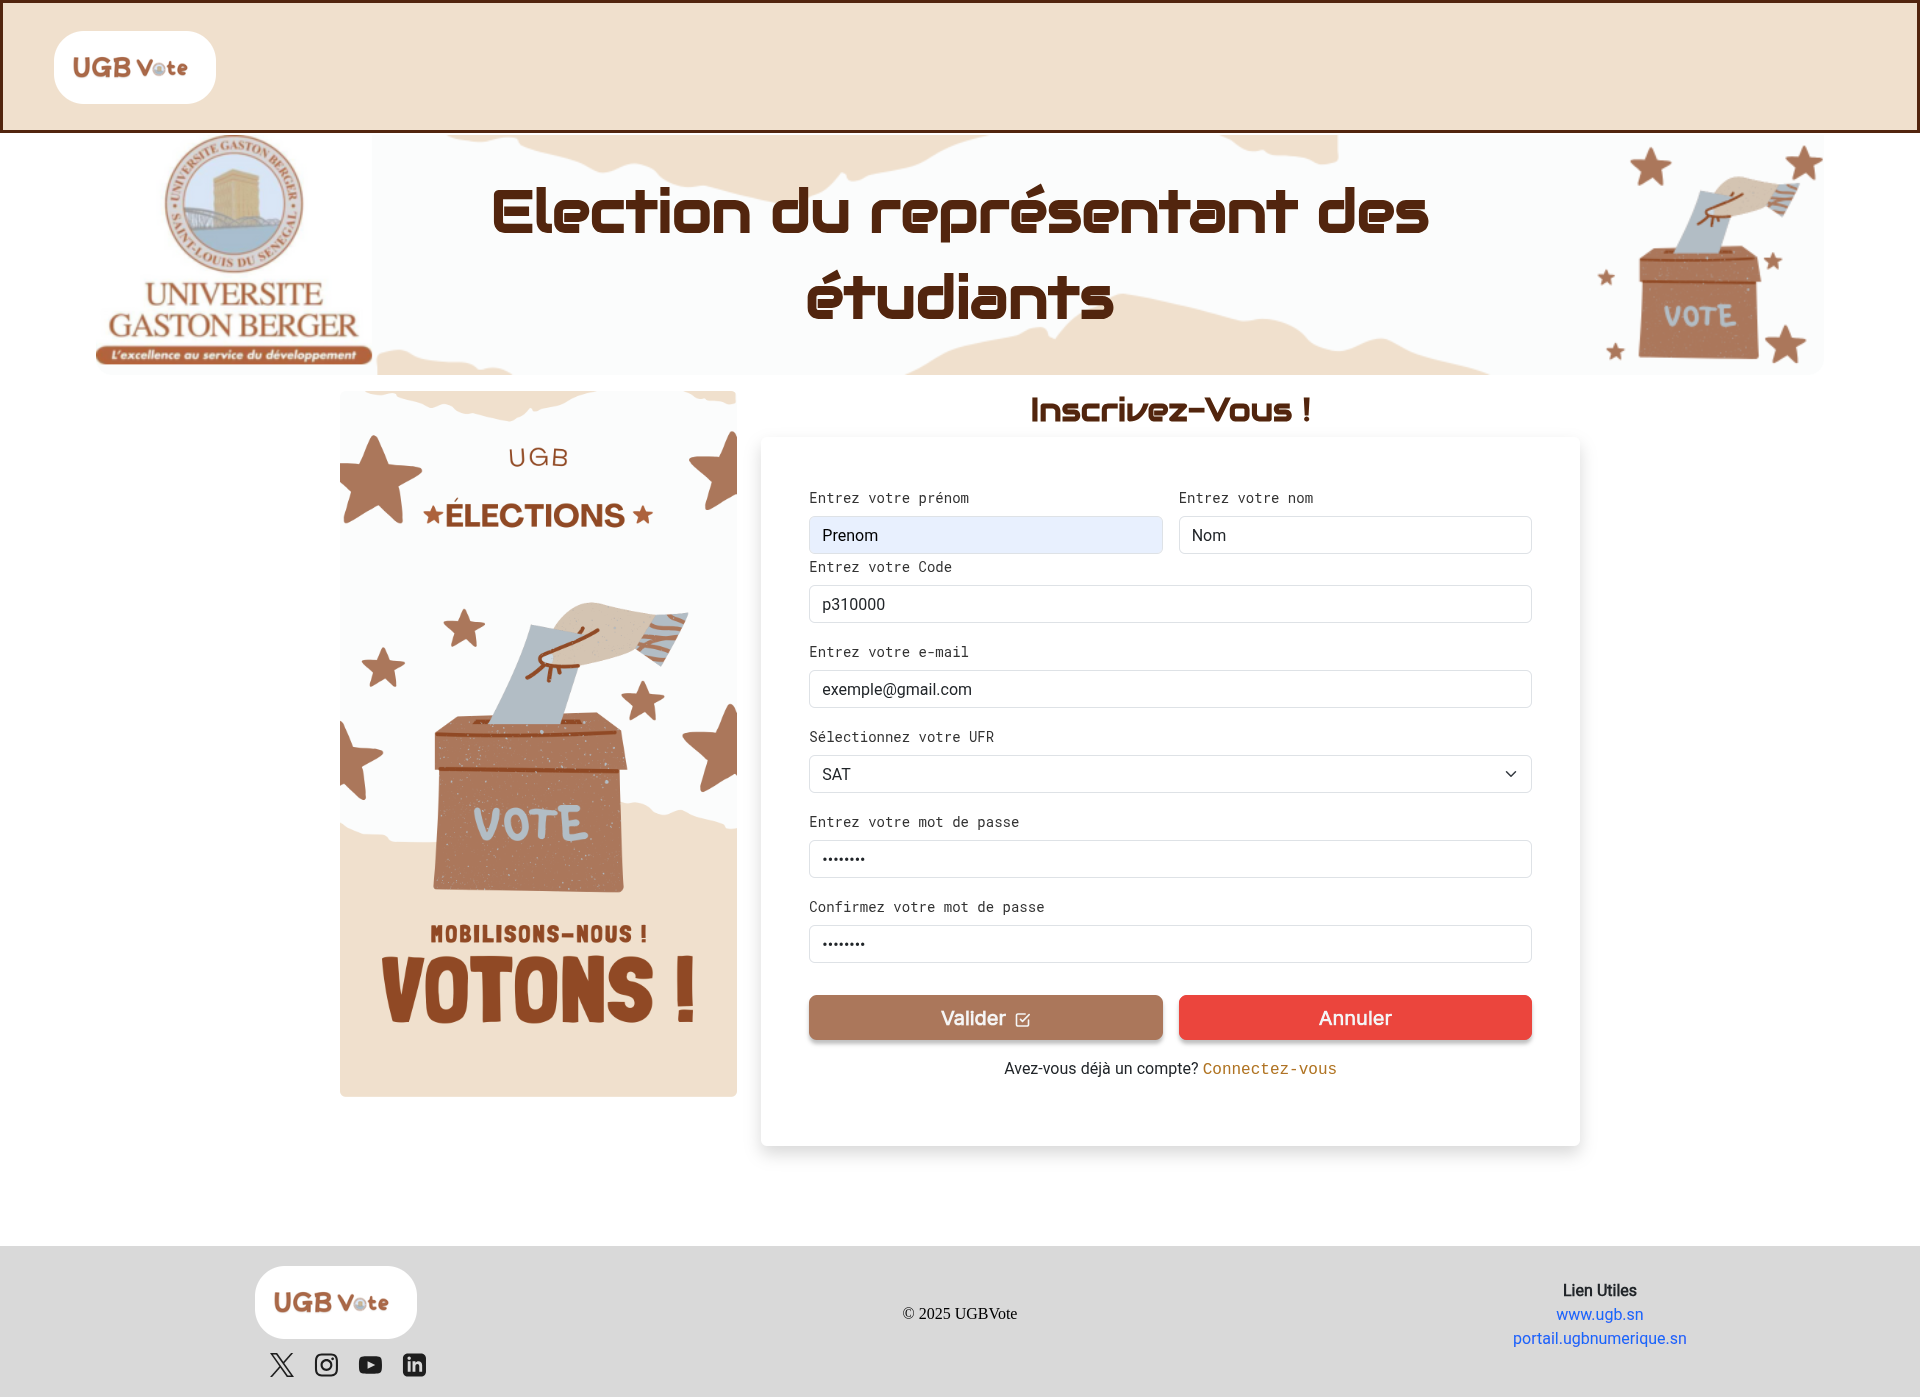 UGB Vote
UNIVERSITE GASTON BERGER
SAINT-LOUIS DU SENEGAL
UNIVERSITE
GASTON BERGER
L'excellence au service du développement
Election du représentant des
étudiants
VOTE
UGB
ÉLECTIONS
VOTE
MOBILISONS-NOUS !
VOTONS !
Inscrivez-Vous !
Entrez votre prénom
Prenom
Entrez votre nom
Nom
Entrez votre Code
p310000
Entrez votre e-mail
exemple@gmail.com
Sélectionnez votre UFR
SAT
Entrez votre mot de passe
••••••••
Confirmez votre mot de passe
••••••••
Valider
Annuler
Avez-vous déjà un compte? Connectez-vous
UGB Vote
© 2025 UGBVote
Lien Utiles
www.ugb.sn
portail.ugbnumerique.sn